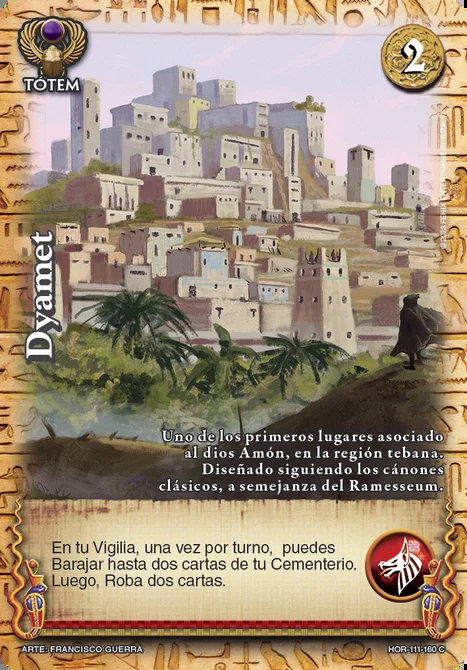 TÓTEM
2
Dyamet
Uno de los primeros lugares asociado
al dios Amón, en la región tebana.
Diseñado siguiendo los cánones
clásicos, a semejanza del Ramesseum.
En tu Vigilia, una vez por turno, puedes
Barajar hasta dos cartas de tu Cementerio.
Luego, Roba dos cartas.
ARTE: FRANCISCO GUERRA
HOR-111-160 C